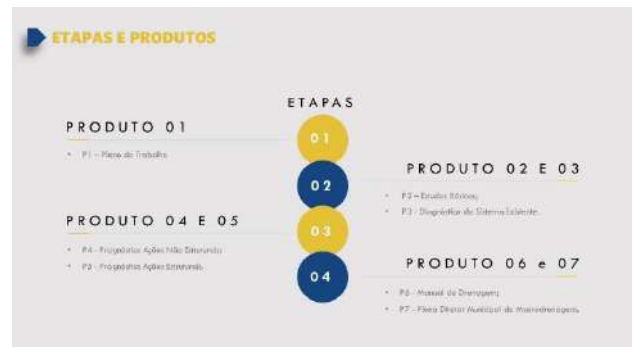 ETAPAS E PRODUTOS
ETAPAS
PRODUTO 01
• P1 – Plano de Trabalho
01
02
PRODUTO 02 E 03
• P2 – Estudos Básicos;
• P3 - Diagnóstico do Sistema Existente.
PRODUTO 04 E 05
• P4 - Prognóstico Ações Não Estruturais;
• P5 - Prognóstico Ações Estruturais.
03
04
PRODUTO 06 e 07
• P6 - Manual de Drenagem;
• P7 - Plano Diretor Municipal de Macrodrenagem.